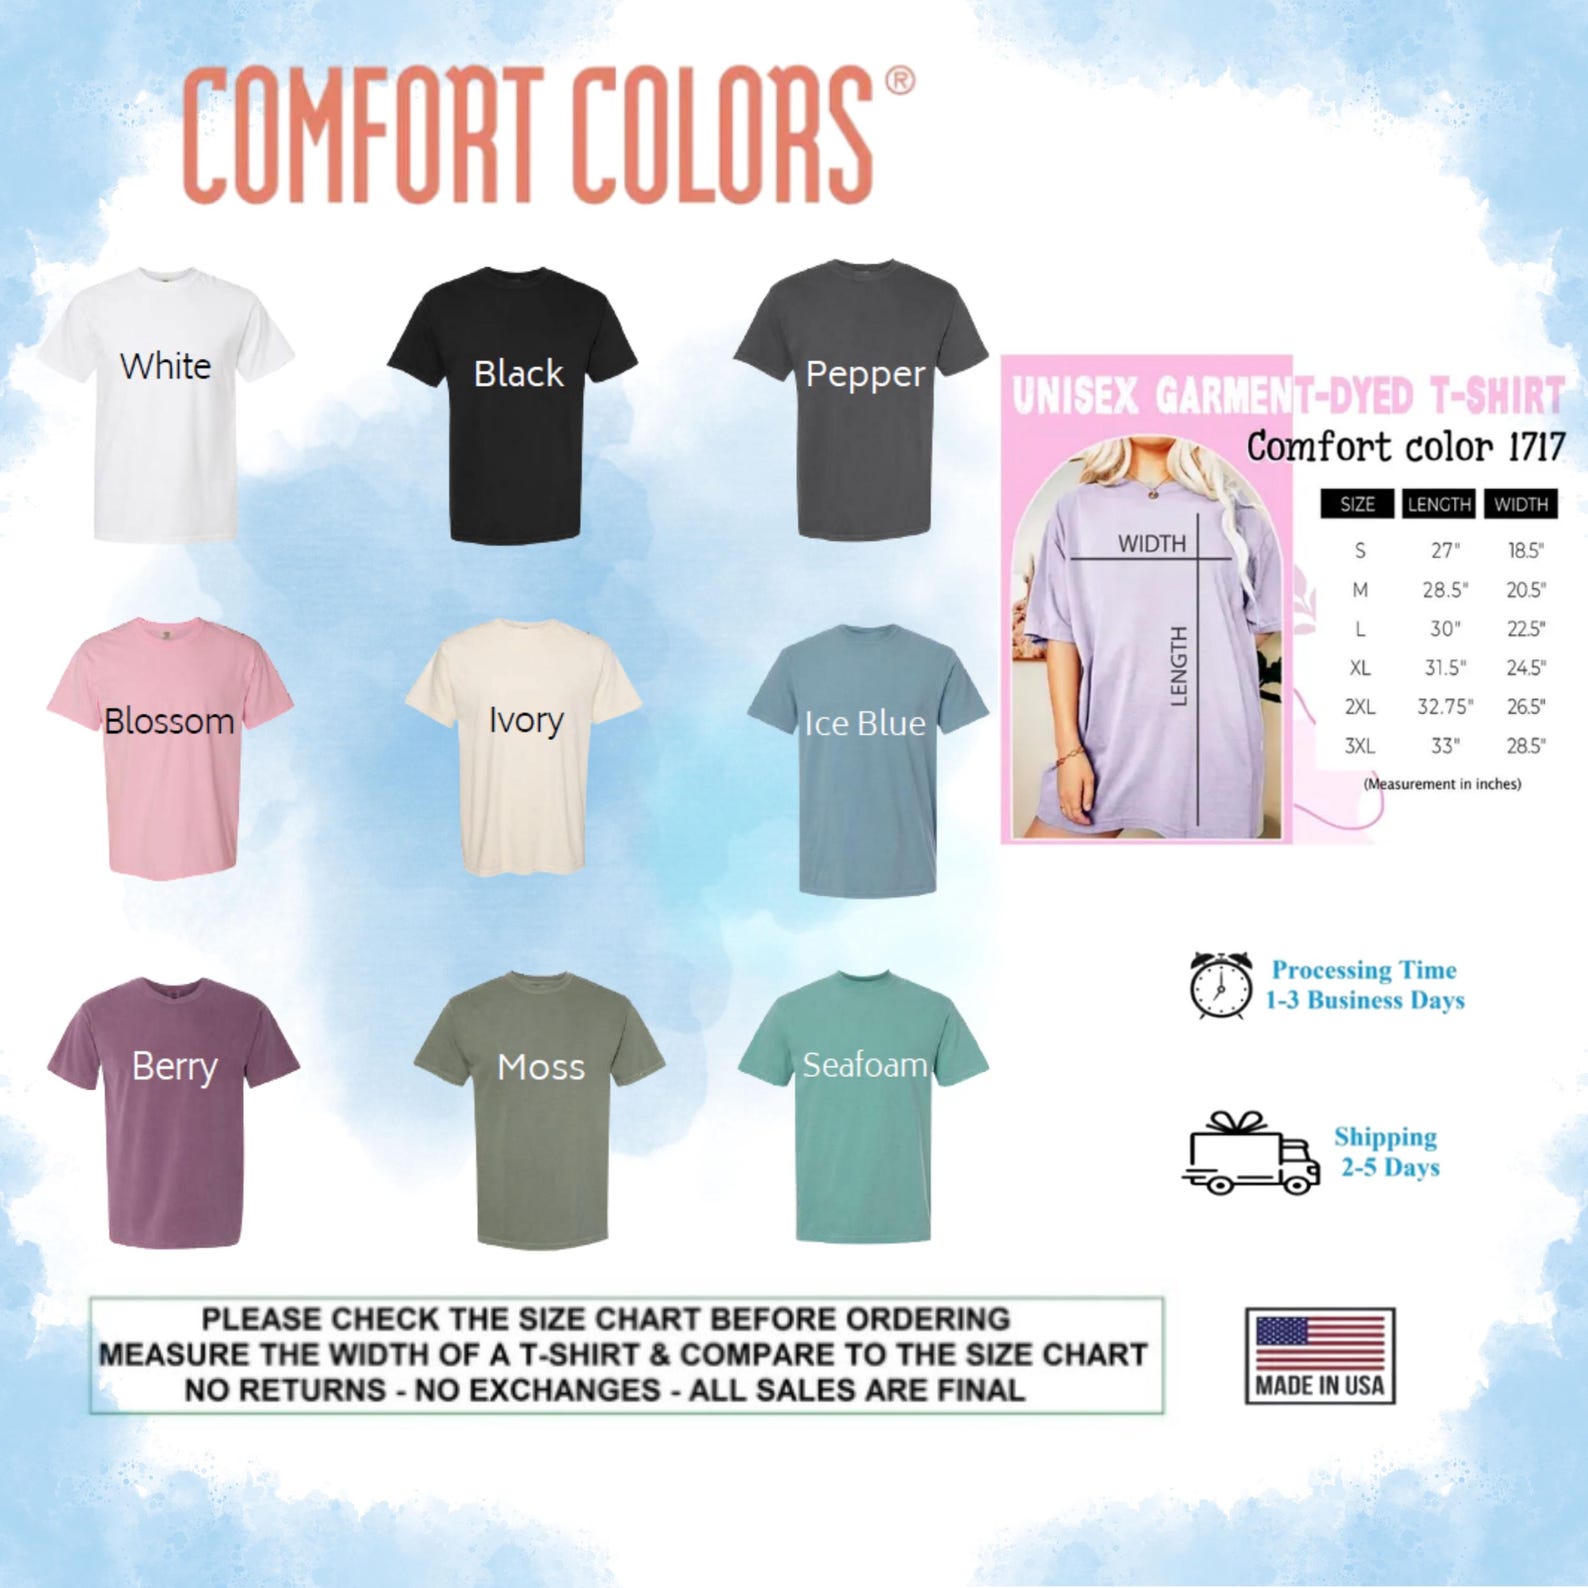 COMFORT COLORS®
White
Black
Pepper
Blossom
Ivory
Ice Blue
Berry
Moss
Seafoam
UNISEX GARMENT-DYED T-SHIRT
Comfort color 1717
WIDTH
LENGTH
SIZE LENGTH WIDTH
S 27" 18.5"
M 28.5" 20.5"
L 30" 22.5"
XL 31.5" 24.5"
2XL 32.75" 26.5"
3XL 33" 28.5"
(Measurement in inches)
Processing Time
1-3 Business Days
Shipping
2-5 Days
PLEASE CHECK THE SIZE CHART BEFORE ORDERING
MEASURE THE WIDTH OF A T-SHIRT & COMPARE TO THE SIZE CHART
NO RETURNS - NO EXCHANGES - ALL SALES ARE FINAL
MADE IN USA